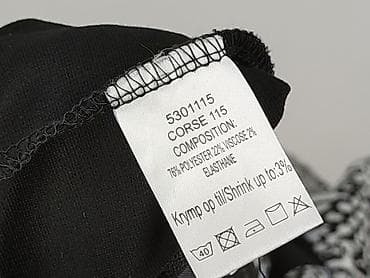 5301115
CORSE 115
COMPOSITION:
76% POLYESTER 22% VISCOSE 2%
ELASTHANE
Krymp op til/Shrink up to:3%
40